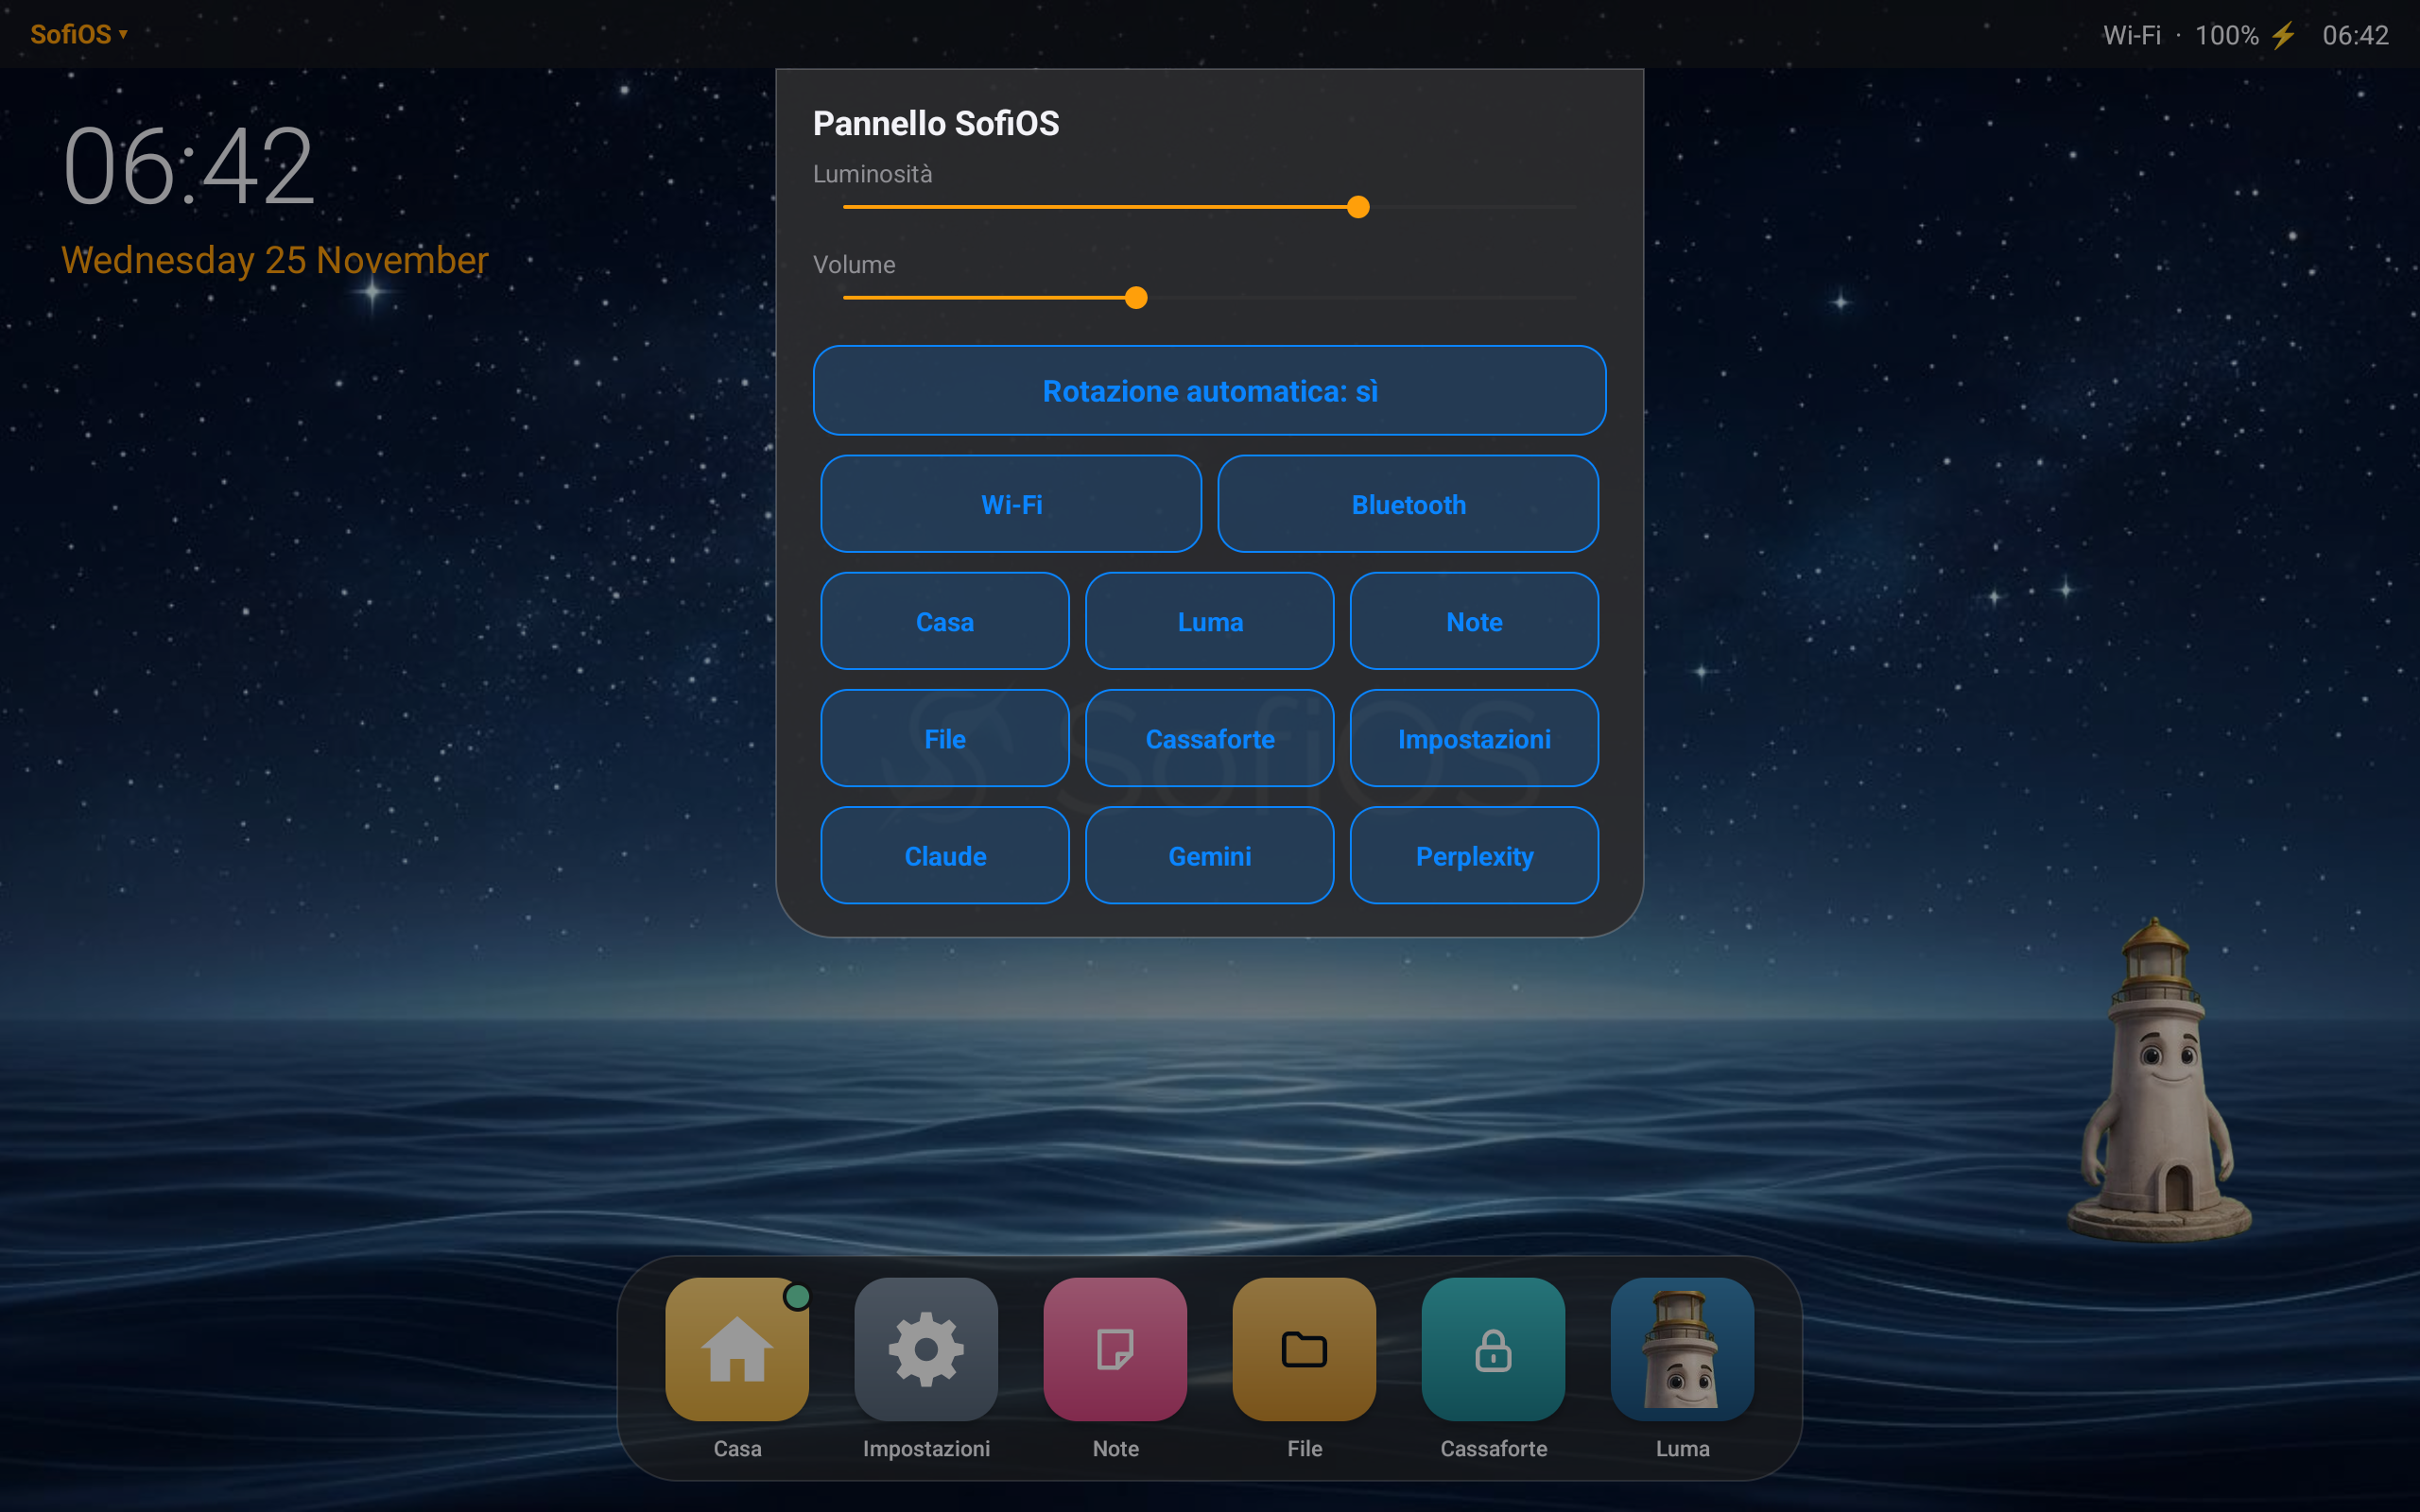 SofiOS ▾
Wi-Fi · 100% ⚡ 06:42
06:42
Wednesday 25 November
Pannello SofiOS
Luminosità
Volume
Rotazione automatica: sì
Wi-Fi
Bluetooth
Casa
Luma
Note
File
Cassaforte
Impostazioni
SofiOS
Claude
Gemini
Perplexity
Casa
Impostazioni
Note
File
Cassaforte
Luma